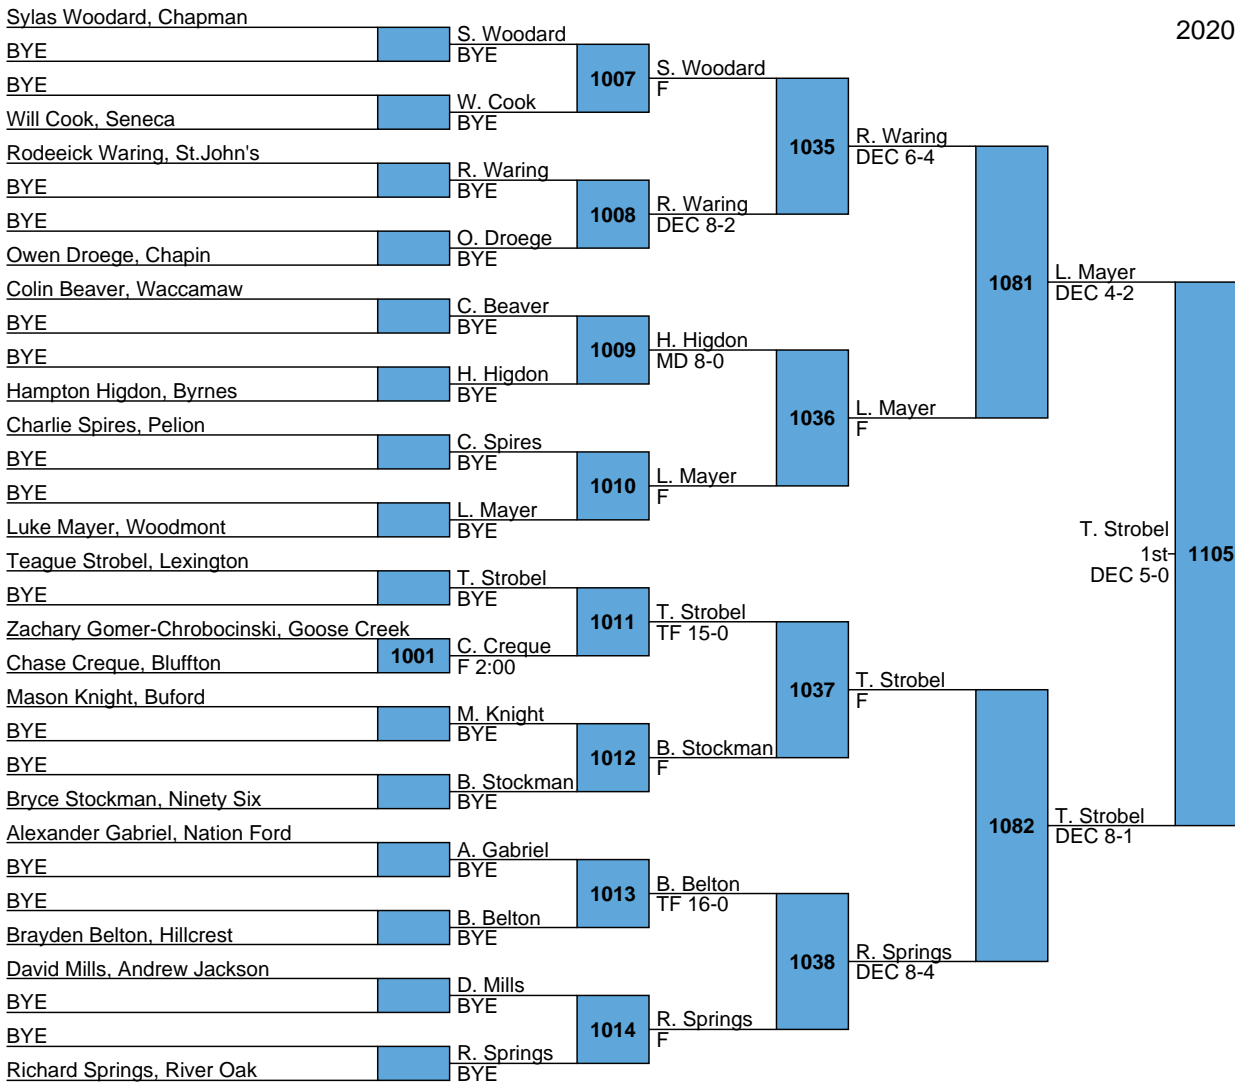 Sylas Woodard, Chapman
BYE
BYE
Will Cook, Seneca
Rodeeick Waring, St.John's
BYE
BYE
Owen Droege, Chapin
Colin Beaver, Waccamaw
BYE
BYE
Hampton Higdon, Byrnes
Charlie Spires, Pelion
BYE
BYE
Luke Mayer, Woodmont
Teague Strobel, Lexington
BYE
Zachary Gomer-Chrobocinski, Goose Creek
Chase Creque, Bluffton
Mason Knight, Buford
BYE
BYE
Bryce Stockman, Ninety Six
Alexander Gabriel, Nation Ford
BYE
BYE
Brayden Belton, Hillcrest
David Mills, Andrew Jackson
BYE
BYE
Richard Springs, River Oak
1001
S. Woodard
BYE
W. Cook
BYE
R. Waring
BYE
O. Droege
BYE
C. Beaver
BYE
H. Higdon
BYE
C. Spires
BYE
L. Mayer
BYE
T. Strobel
BYE
C. Creque
F 2:00
M. Knight
BYE
B. Stockman
BYE
A. Gabriel
BYE
B. Belton
BYE
D. Mills
BYE
R. Springs
BYE
1007
1008
1009
1010
1011
1012
1013
1014
S. Woodard
F
R. Waring
DEC 8-2
H. Higdon
MD 8-0
L. Mayer
F
T. Strobel
TF 15-0
B. Stockman
F
B. Belton
TF 16-0
R. Springs
F
1035
1036
1037
1038
R. Waring
DEC 6-4
L. Mayer
F
T. Strobel
F
R. Springs
DEC 8-4
1081
1082
L. Mayer
DEC 4-2
T. Strobel
DEC 8-1
T. Strobel
1st
DEC 5-0
1105
2020